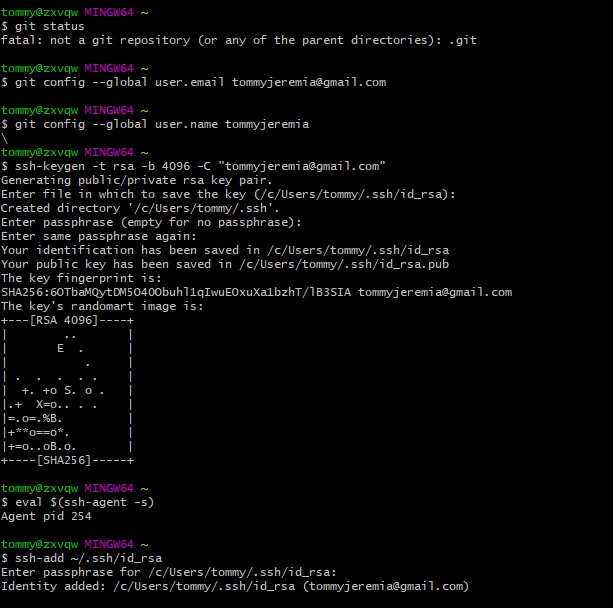 tommy@zxvqw MINGW64 ~
$ git status
fatal: not a git repository (or any of the parent directories): .git

tommy@zxvqw MINGW64 ~
$ git config --global user.email tommyjeremia@gmail.com

tommy@zxvqw MINGW64 ~
$ git config --global user.name tommyjeremia
\
tommy@zxvqw MINGW64 ~
$ ssh-keygen -t rsa -b 4096 -C "tommyjeremia@gmail.com"
Generating public/private rsa key pair.
Enter file in which to save the key (/c/Users/tommy/.ssh/id_rsa):
Created directory '/c/Users/tommy/.ssh'.
Enter passphrase (empty for no passphrase):
Enter same passphrase again:
Your identification has been saved in /c/Users/tommy/.ssh/id_rsa
Your public key has been saved in /c/Users/tommy/.ssh/id_rsa.pub
The key fingerprint is:
SHA256:6OTbaMQytDM5O4OObuhl1qIwuEOxuXa1bzhT/lB3SIA tommyjeremia@gmail.com
The key's randomart image is:
+---[RSA 4096]----+
|        ..       |
|       E  .      |
|           .     |
| .  .  . . .     |
|  +. +o S. o .   |
|.+  X=o.. . .    |
|=.o=.%B.         |
|+**o==o*.        |
|+=o..oB.o.       |
+----[SHA256]-----+

tommy@zxvqw MINGW64 ~
$ eval $(ssh-agent -s)
Agent pid 254

tommy@zxvqw MINGW64 ~
$ ssh-add ~/.ssh/id_rsa
Enter passphrase for /c/Users/tommy/.ssh/id_rsa:
Identity added: /c/Users/tommy/.ssh/id_rsa (tommyjeremia@gmail.com)